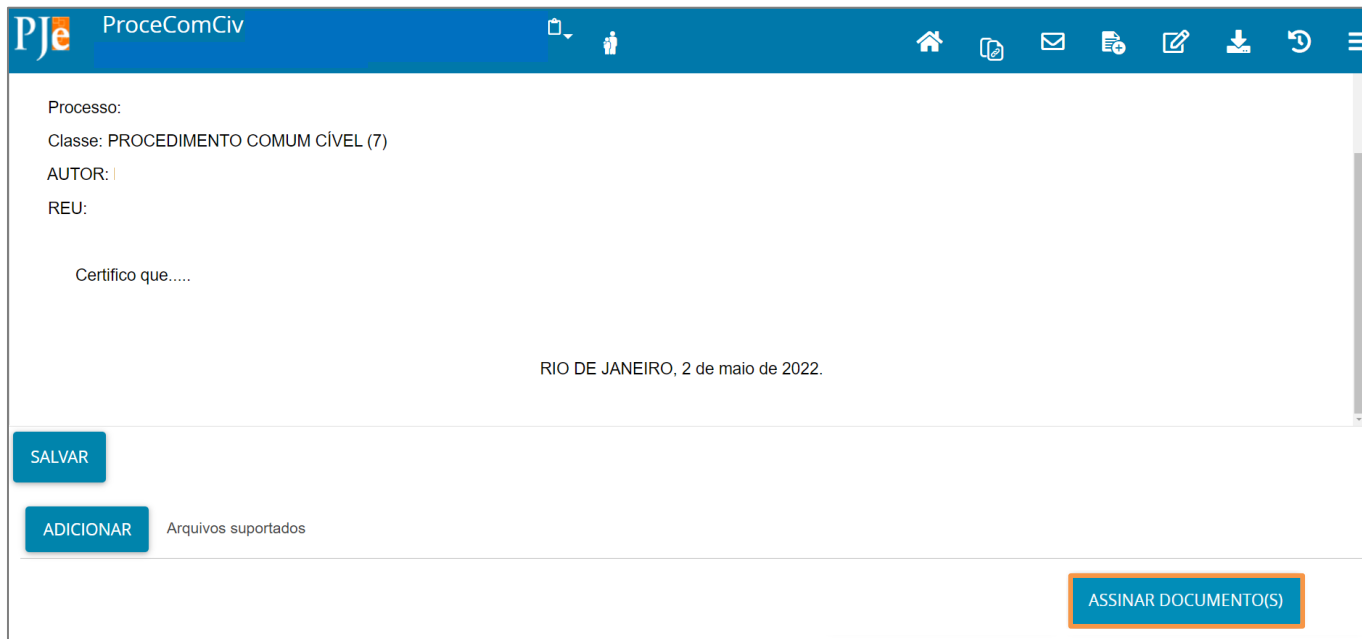 PJe ProceComCiv
Processo:
Classe: PROCEDIMENTO COMUM CÍVEL (7)
AUTOR:
REU:
Certifico que.....
RIO DE JANEIRO, 2 de maio de 2022.
SALVAR
ADICIONAR Arquivos suportados
ASSINAR DOCUMENTO(S)